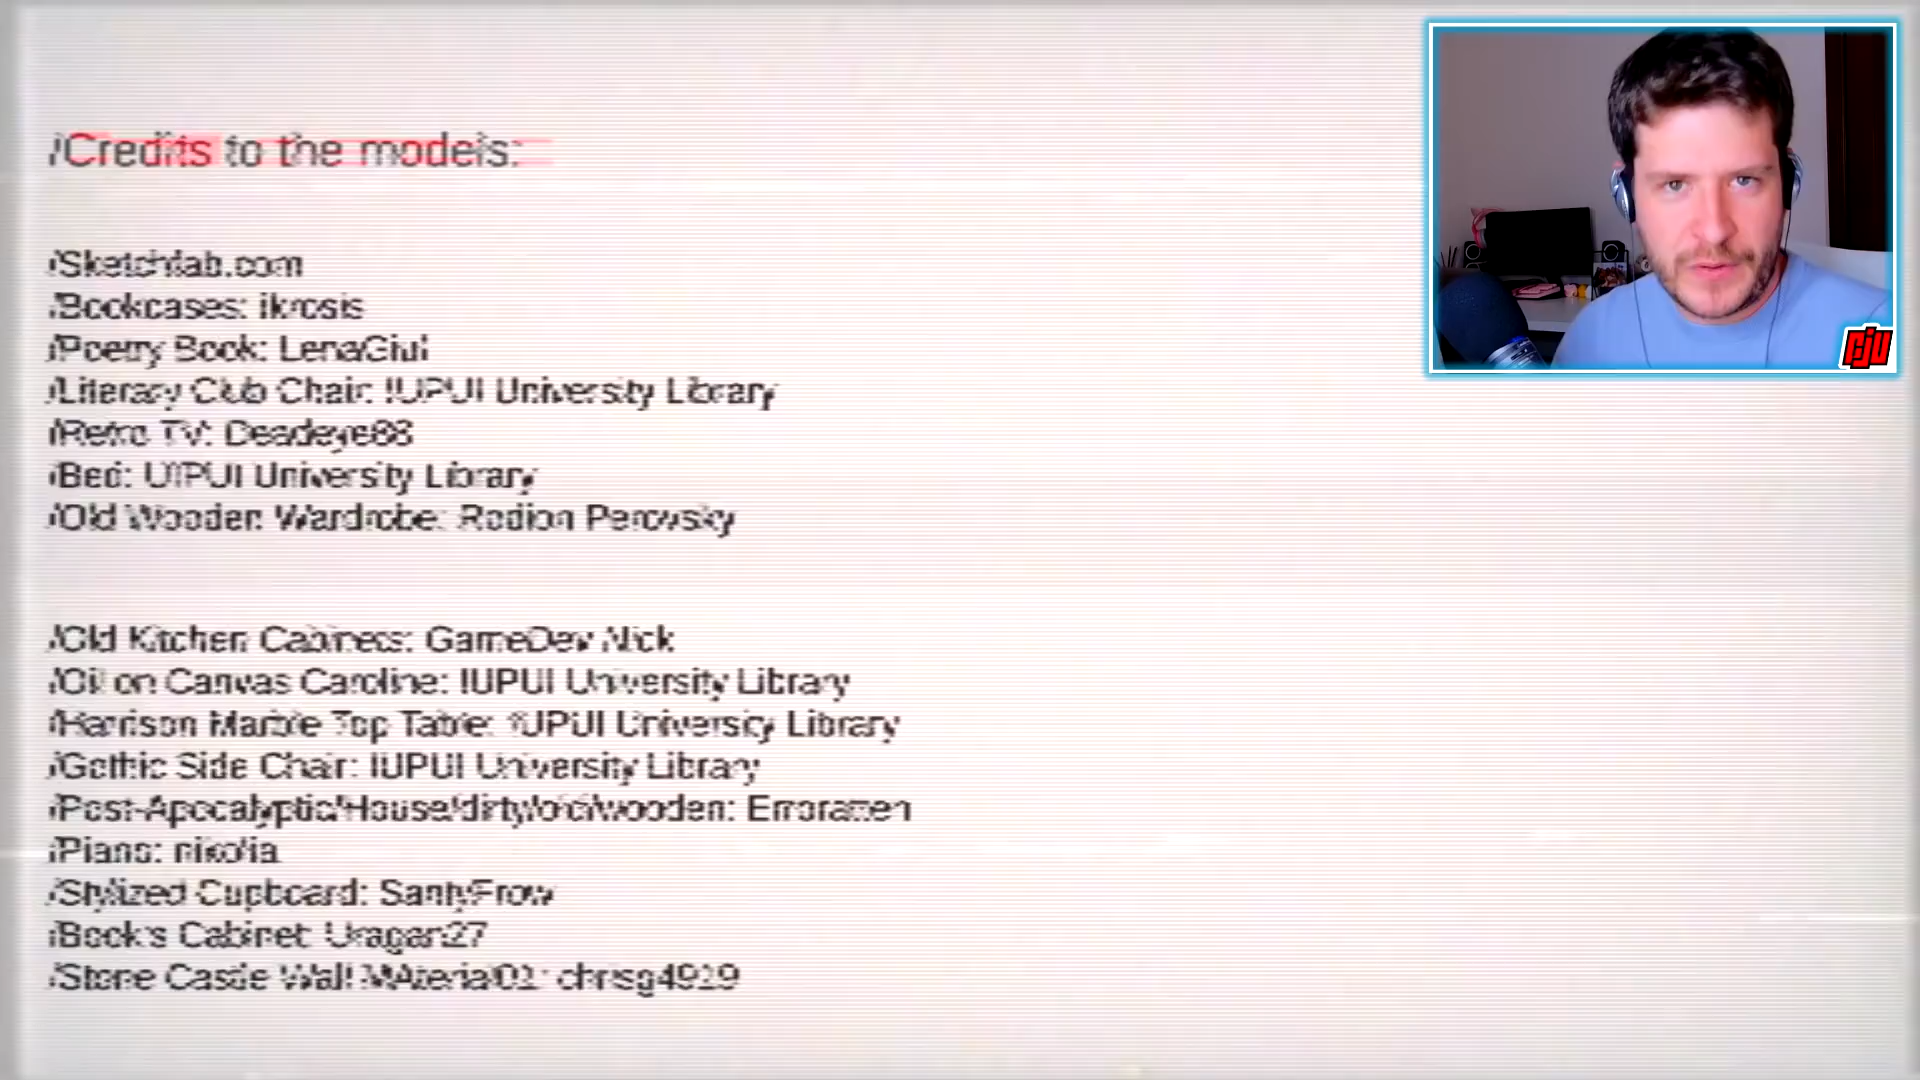 /Credits to the models:
/Sketchfab.com
/Bookcases: ikrosis
/Poetry Book: LenaGiul
/Literary Club Chair: IUPUI University Library
/Retro TV: Deadeye88
/Bed: UIPUI University Library
/Old Wooden Wardrobe: Rodion Perovsky
/Old Kitchen Cabinets: GameDev Nick
/Oil on Canvas Caroline: IUPUI University Library
/Harrison Marble Top Table: IUPUI University Library
/Gothic Side Chair: IUPUI University Library
/Post-Apocalyptic/House/dirty/old/wooden:
/Piano: nikolia
/Stylized Cupboard: SantyFrow
/Book's Cabinet: Uragan27
/Stone Castle Wall MAterial01: chrisg4919